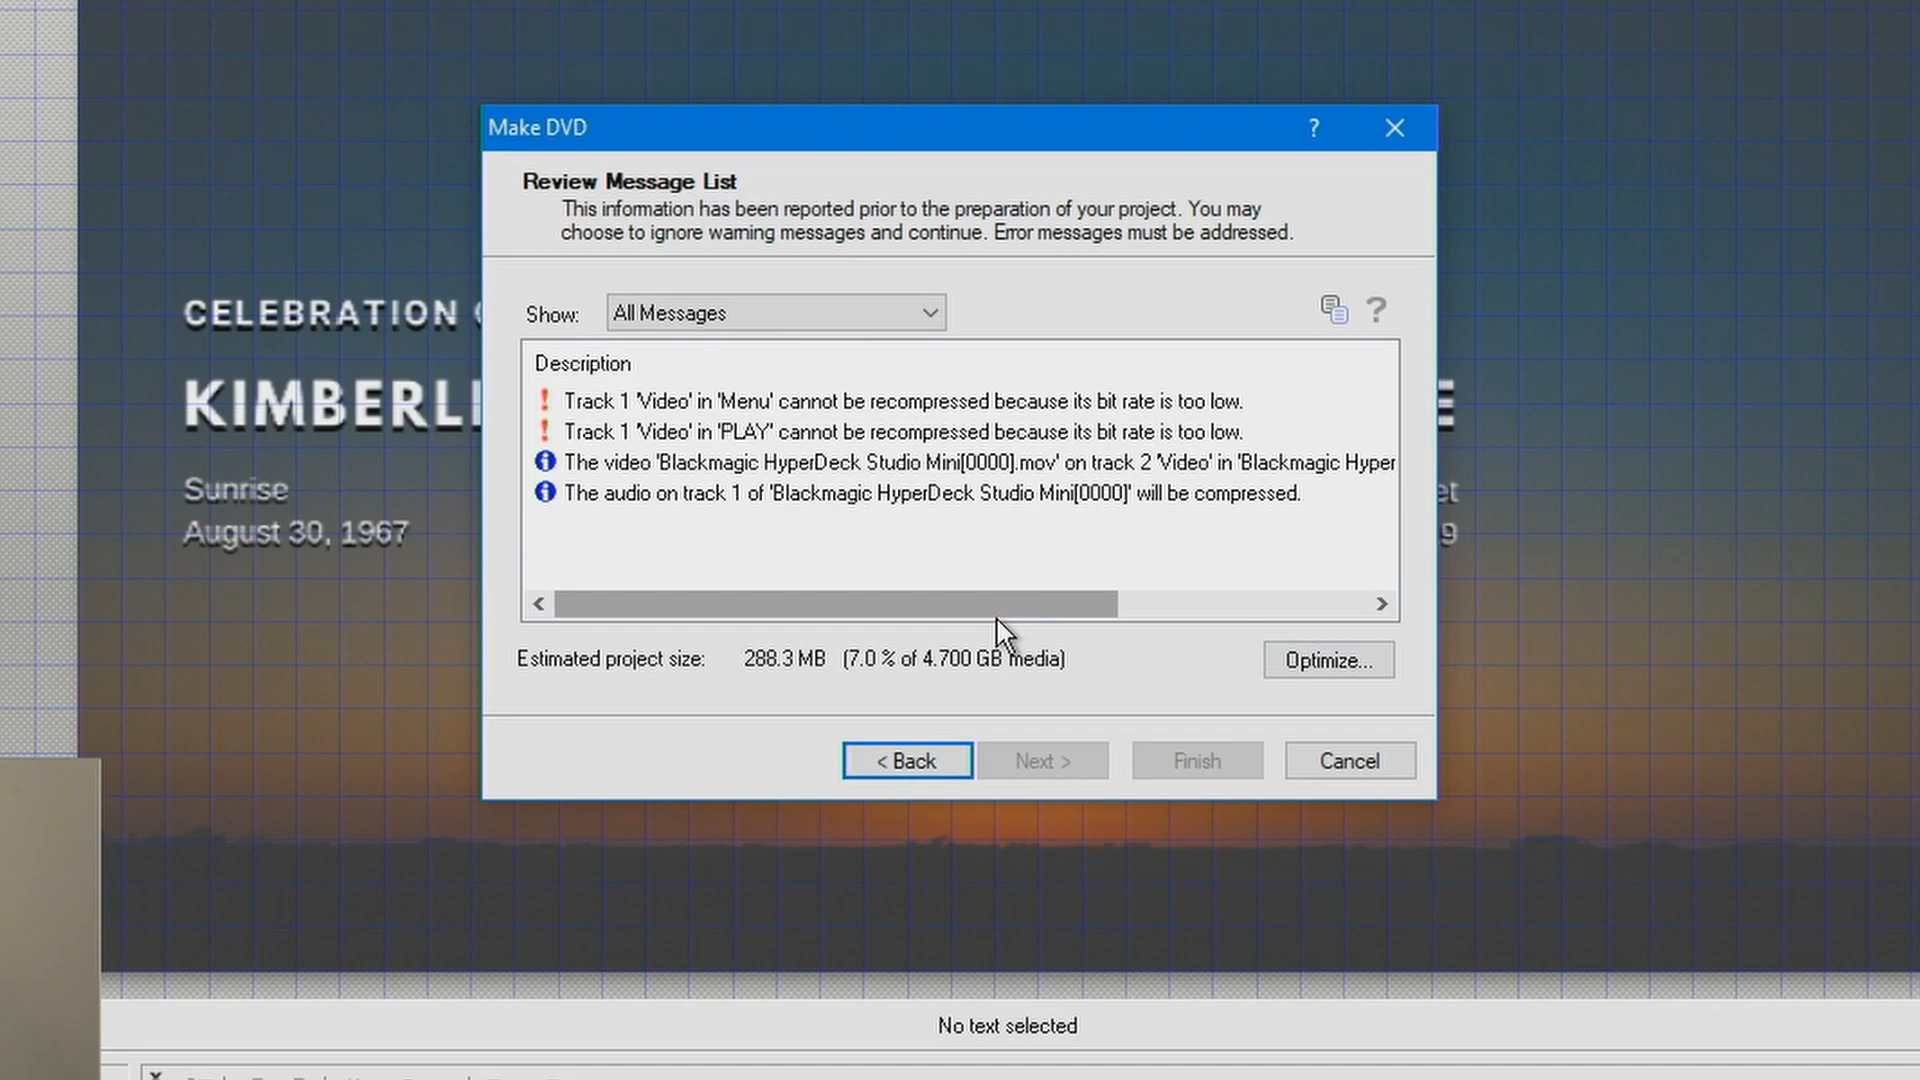 Make DVD
?
Review Message List
This information has been reported prior to the preparation of your project. You may
choose to ignore warning messages and continue. Error messages must be addressed.
CELEBRATION
Show: All Messages
?
Description
! Track 1 'Video' in 'Menu' cannot be recompressed because its bit rate is too low.
! Track 1 'Video' in 'PLAY' cannot be recompressed because its bit rate is too low.
i The video 'Blackmagic HyperDeck Studio Mini[0000].mov' on track 2 'Video' in 'Blackmagic Hyper
i The audio on track 1 of 'Blackmagic HyperDeck Studio Mini[0000]' will be compressed.
KIMBERL
E
Sunrise
et
August 30, 1967
9
Estimated project size: 288.3 MB (7.0 % of 4.700 GB media)
Optimize...
< Back
Next >
Finish
Cancel
No text selected